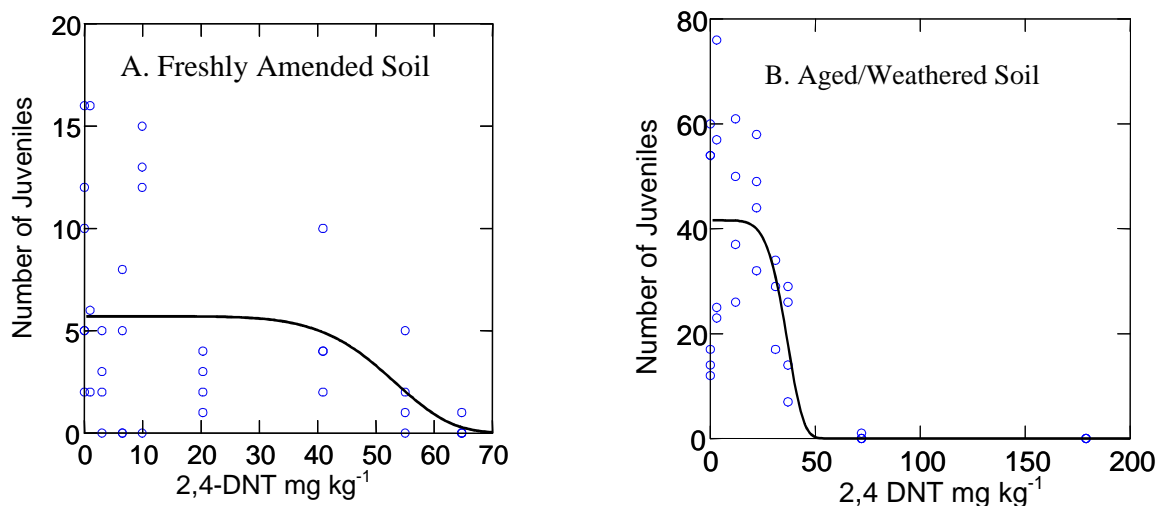 A. Freshly Amended Soil
Number of Juveniles
20
15
10
5
0
0 10 20 30 40 50 60 70
2,4-DNT mg kg-1
B. Aged/Weathered Soil
Number of Juveniles
80
60
40
20
0
0 50 100 150 200
2,4 DNT mg kg-1